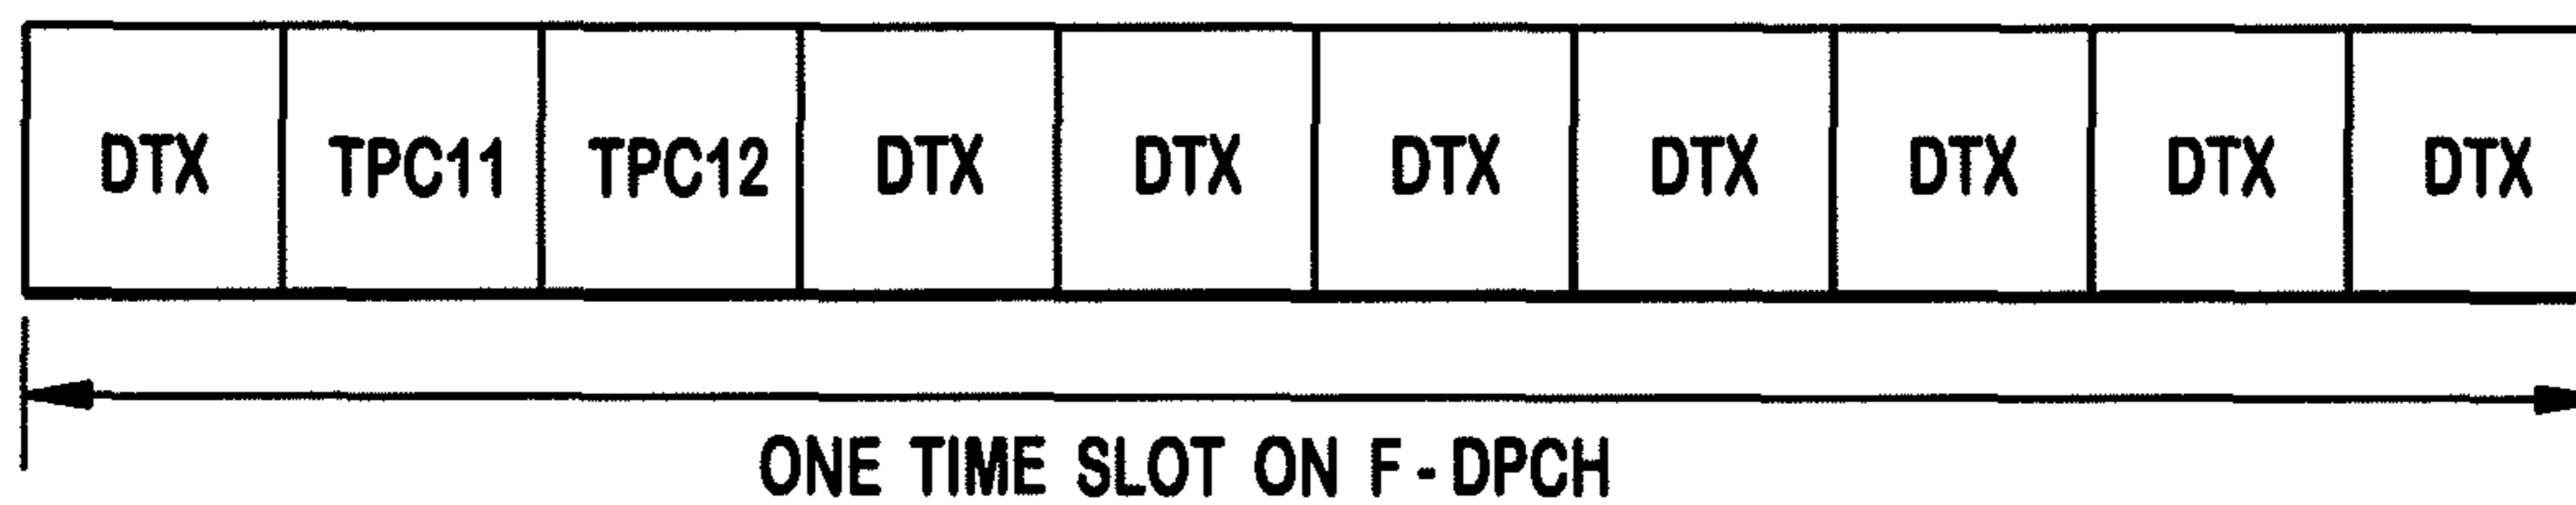 DTX TPC11 TPC12 DTX DTX DTX DTX DTX DTX DTX
ONE TIME SLOT ON F-DPCH